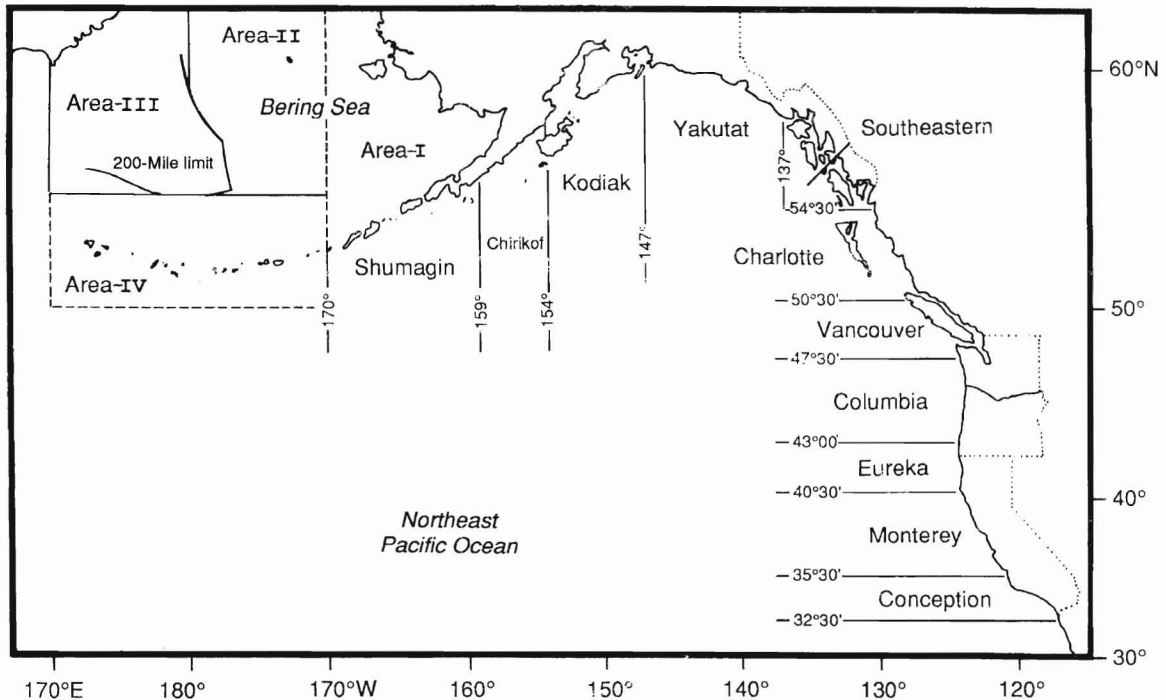 Area-II
60°N
Area-III
Bering Sea
Yakutat
Southeastern
Area-I
200-Mile limit
137°
Kodiak
54°30'
147°
Chirikof
Charlotte
Shumagin
Area-IV
170°
159°
154°
50°30'
50°
Vancouver
47°30'
Columbia
43°00'
Eureka
40°30'
40°
Northeast
Pacific Ocean
Monterey
35°30'
Conception
32°30'
30°
170°E
180°
170°W
160°
150°
140°
130°
120°